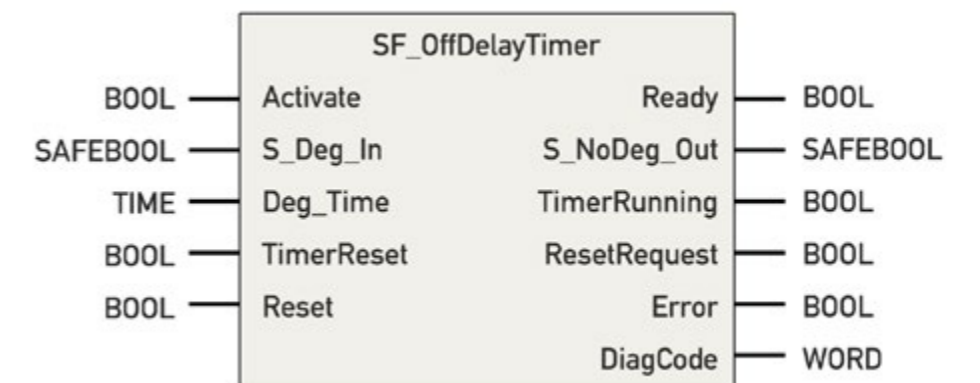 SF_OffDelayTimer
BOOL Activate Ready BOOL
SAFEBOOL S_Deg_In S_NoDeg_Out SAFEBOOL
TIME Deg_Time TimerRunning BOOL
BOOL TimerReset ResetRequest BOOL
BOOL Reset Error BOOL
DiagCode WORD